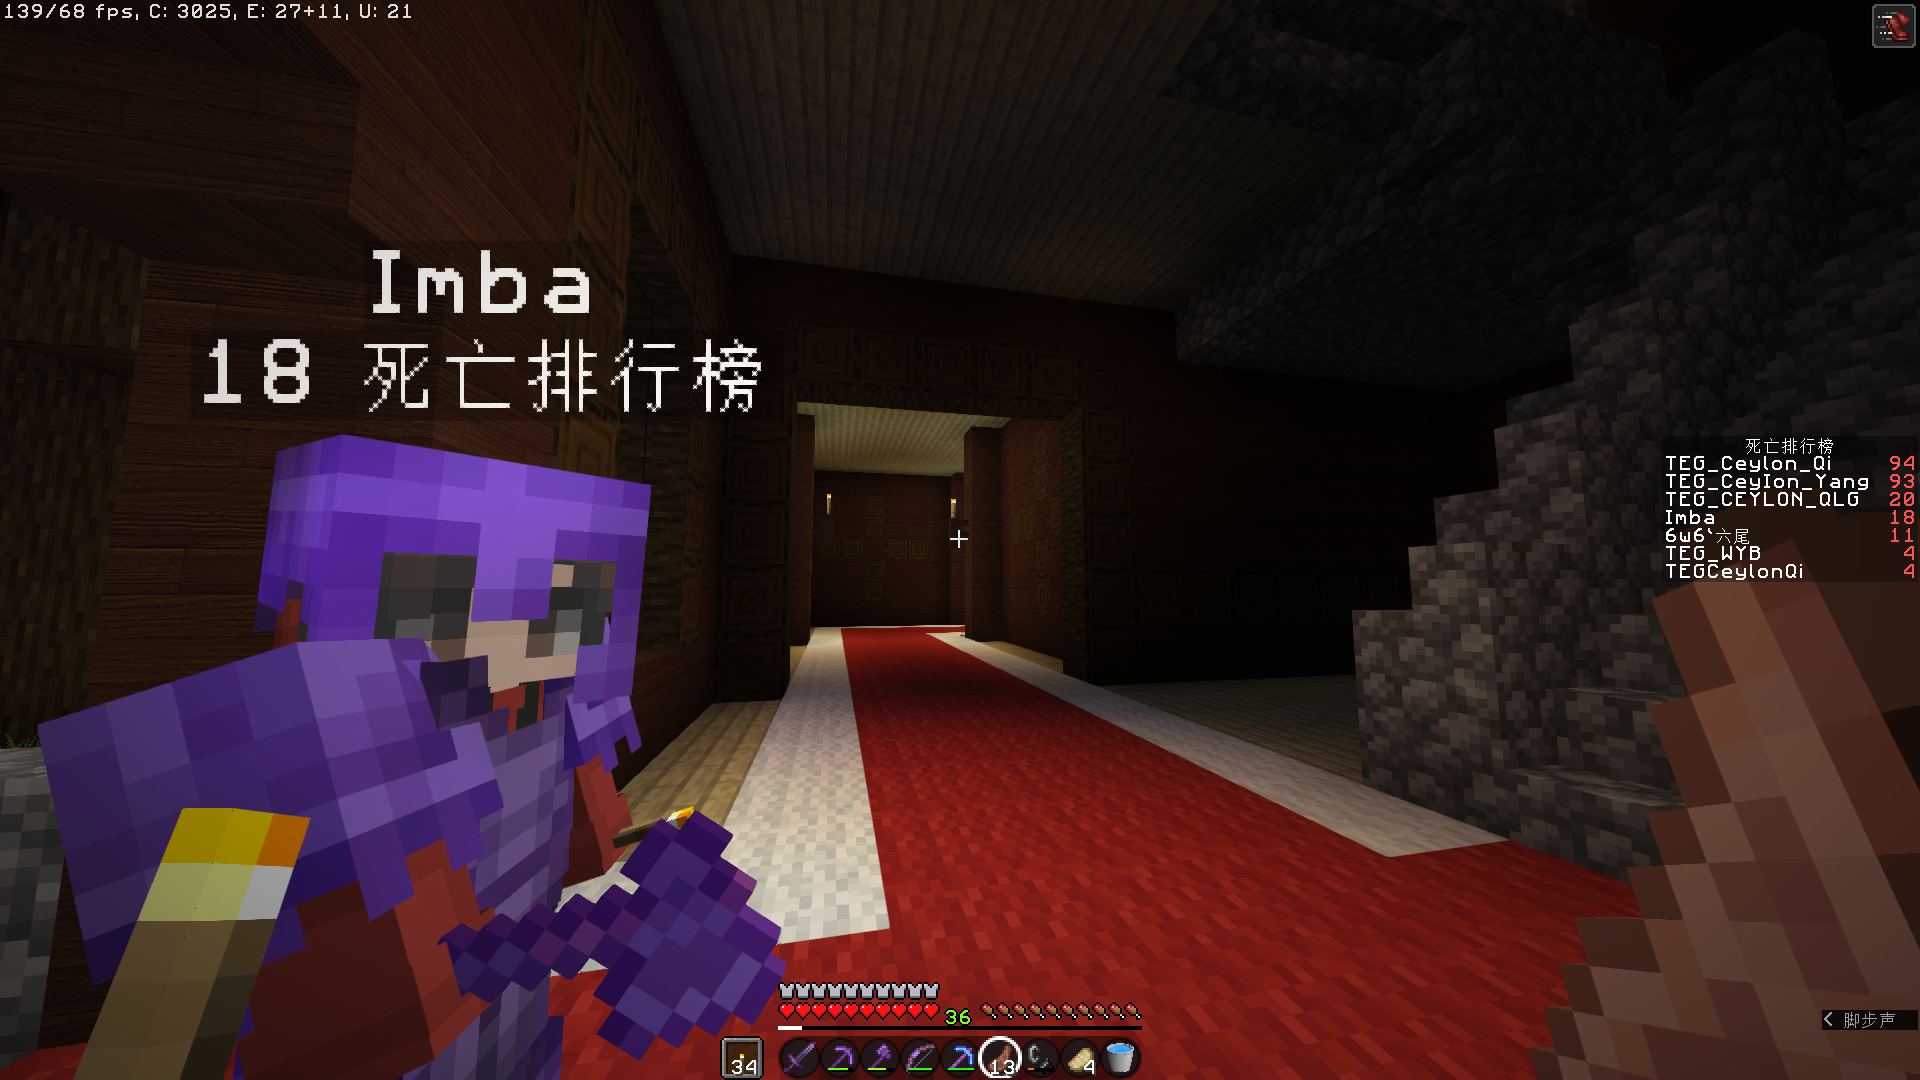 139/68 fps, C: 3025, E: 27+11, U: 21
Imba
18 死亡排行榜
死亡排行榜
TEG_Ceylon_Qi 94
TEG_CeyIon_Yang 93
TEG_CEYLON_QLG 20
Imba 18
6w6`六尾 11
TEG_WYB 4
TEGCeylonQi 4
< 脚步声
36
34
13
4